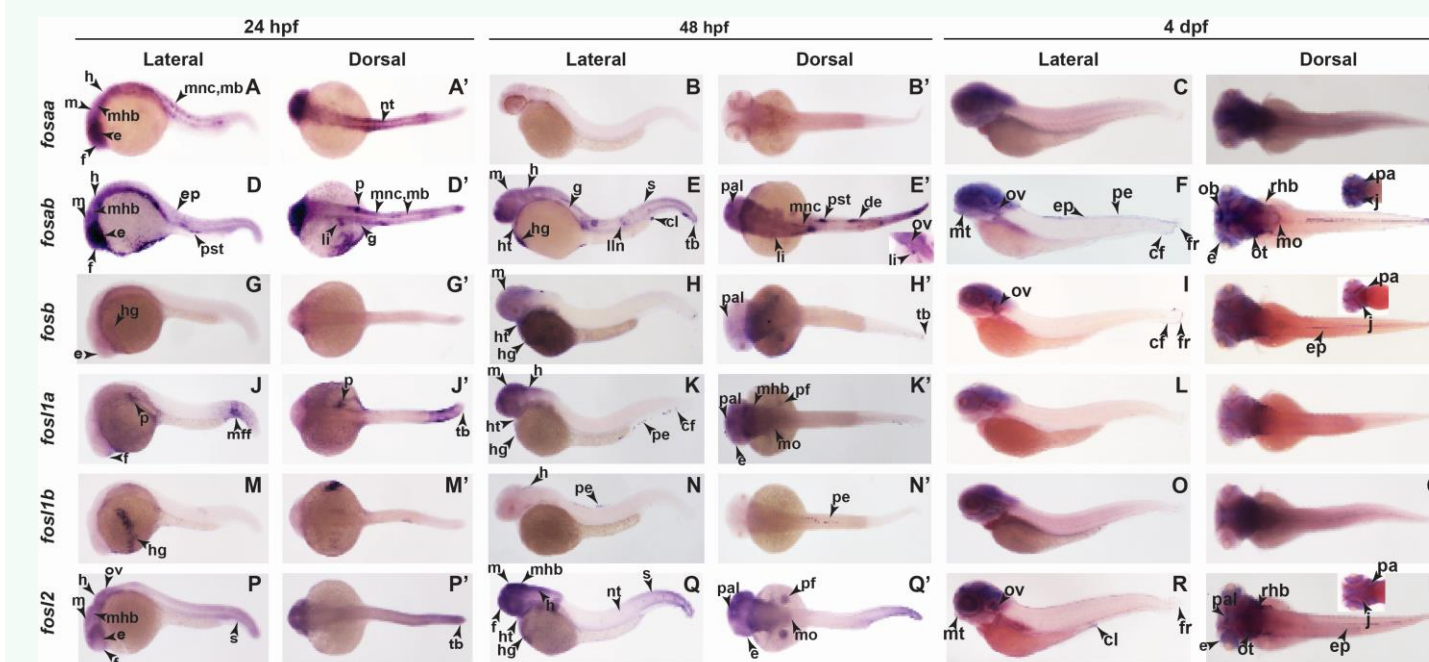 24 hpf 48 hpf 4 dpf
Lateral Dorsal Lateral Dorsal Lateral Dorsal
fosaa
h m mhb e f mnc,mb A
nt A'
B
B'
C
fosab
h m mhb e f ep pst D
p mnc,mb li g D'
m h g s ht hg lln cl tb E
pal mnc pst de li ov li E'
ov ep pe mt cf fr F
ob rhb pa j e ot mo
fosb
hg e G
G'
m ht hg H
pal tb H'
ov cf fr I
pa j ep
fosl1a
p f mff J
p tb J'
m h ht hg pe cf K
pal mhb pf mo e K'
L
fosl1b
hg M
M'
h pe N
pe N'
O
fosl2
ov h m mhb e s P
tb P'
m mhb h f ht hg nt s Q
pal pf mo e Q'
ov mt cl fr R
pa j rhb pal e ot ep